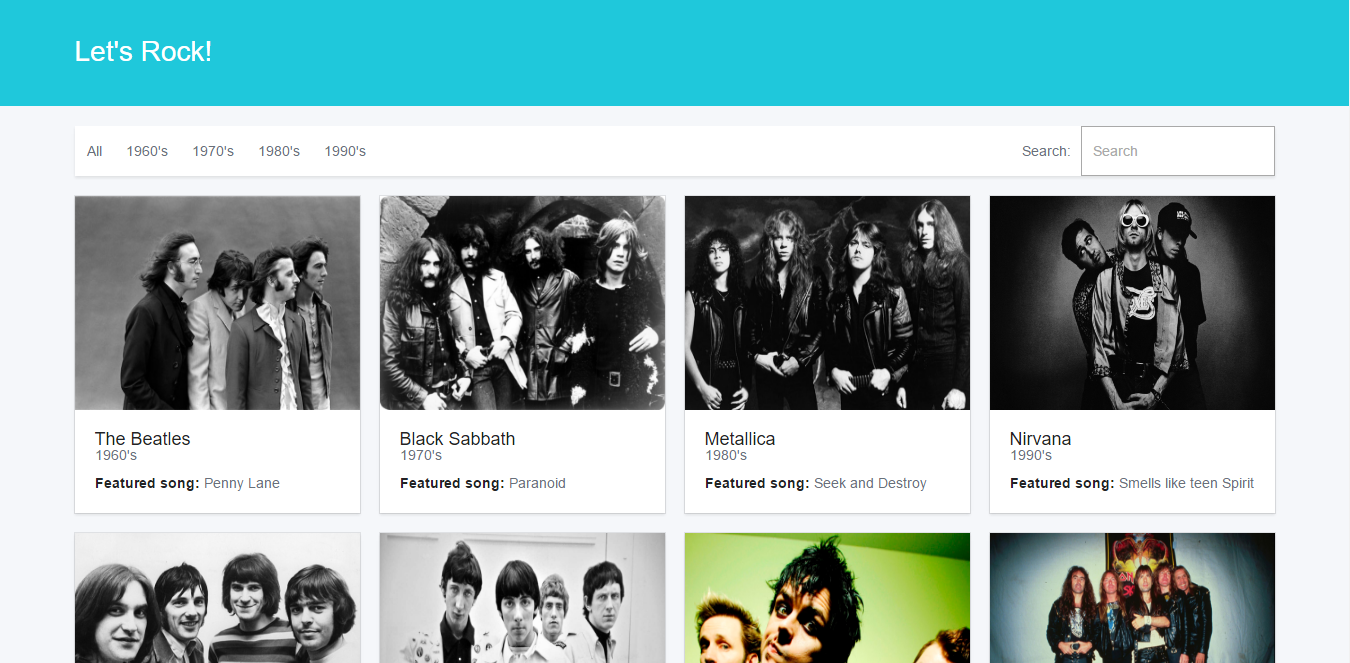 Let's Rock!
All 1960's 1970's 1980's 1990's Search: Search
The Beatles
1960's
Featured song: Penny Lane
Black Sabbath
1970's
Featured song: Paranoid
Metallica
1980's
Featured song: Seek and Destroy
Nirvana
1990's
Featured song: Smells like teen Spirit